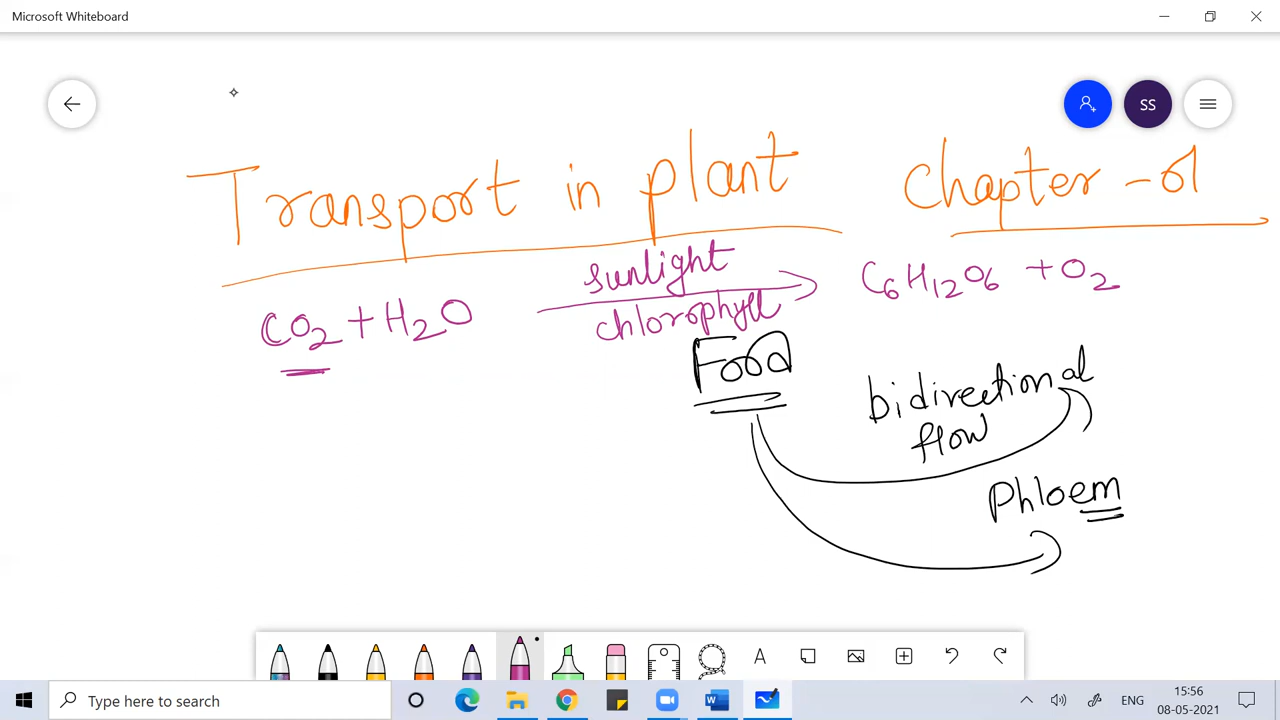 Microsoft Whiteboard
SS
Transport in plant Chapter - 01
CO2 + H2O sunlight chlorophyll C6H12O6 + O2
Food
bidirectional
flow
Phloem
A
Type here to search
ENG
15:56
08-05-2021